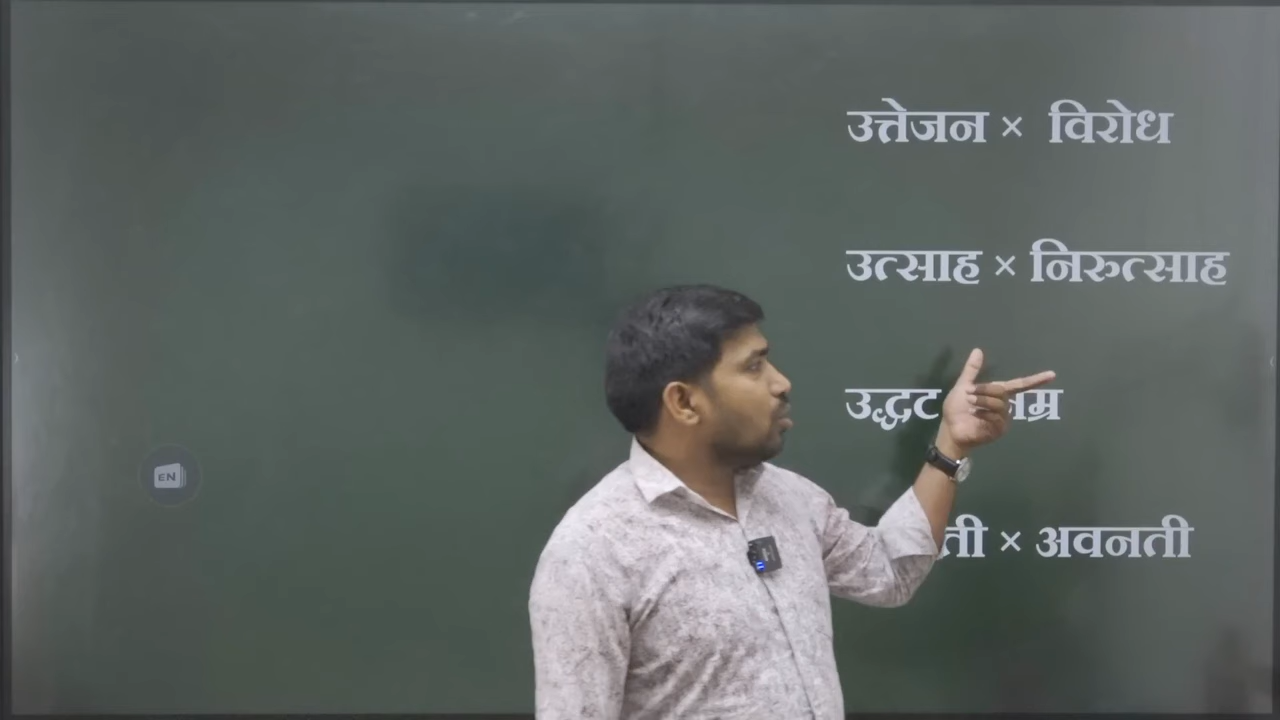 उत्तेजन × विरोध
उत्साह × निरुत्साह
उद्धट
× अवनती
EN